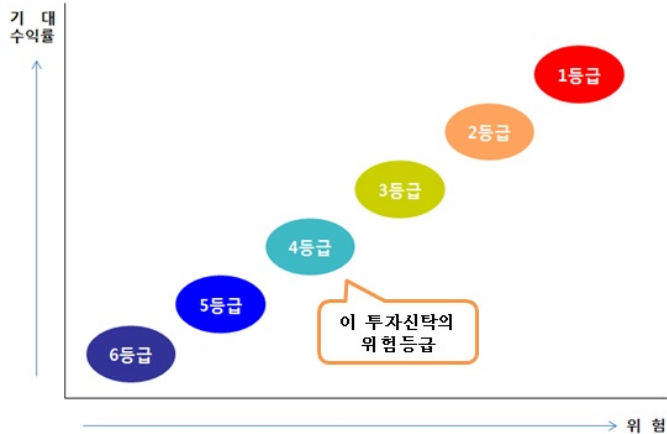 기 대
수익률
1등급
2등급
3등급
4등급
5등급
이 투자신탁의
위험등급
6등급
위 험